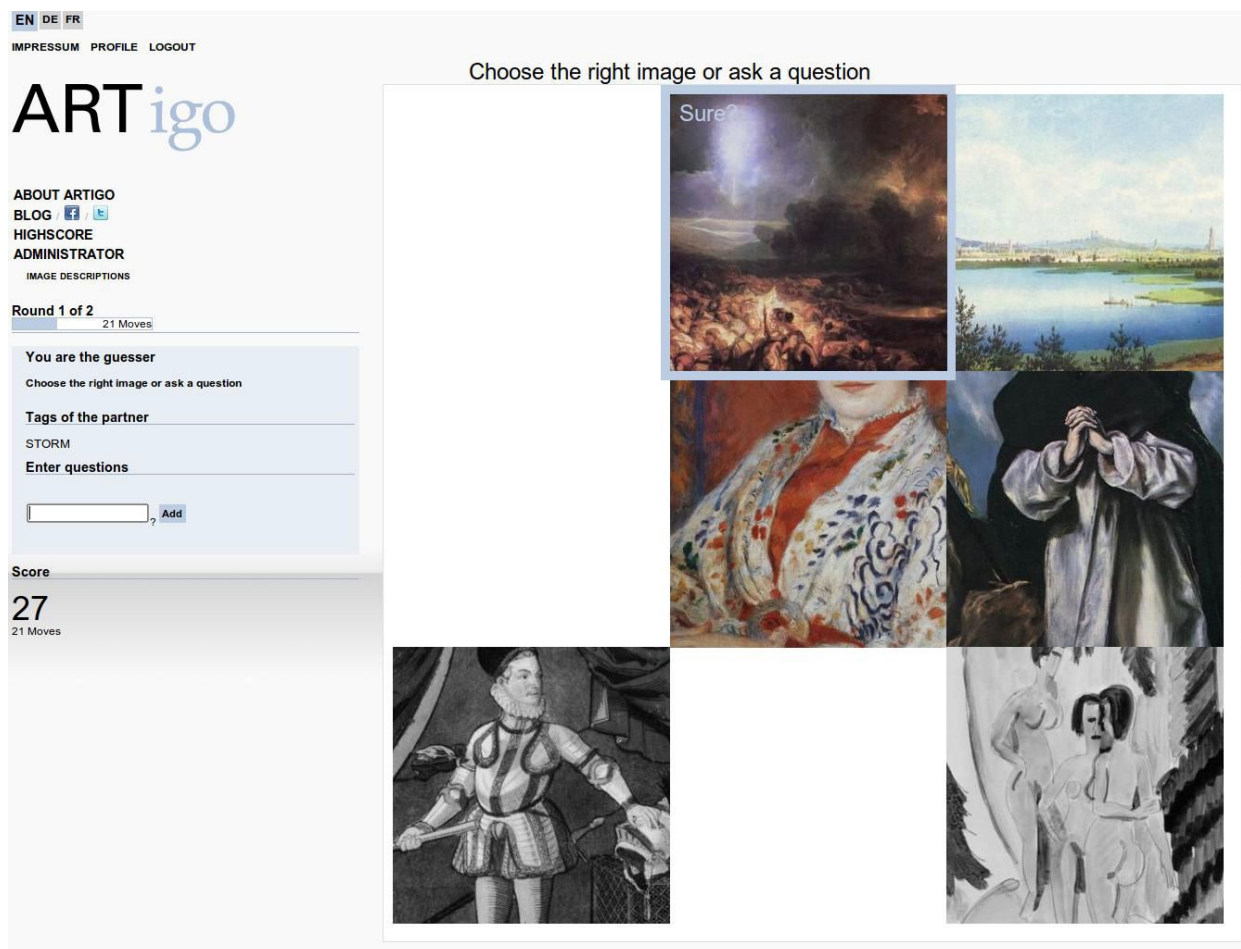 EN DE FR
IMPRESSUM PROFILE LOGOUT
Choose the right image or ask a question
ARTigo
Sure?
ABOUT ARTIGO
BLOG / f / t
HIGHSCORE
ADMINISTRATOR
IMAGE DESCRIPTIONS
Round 1 of 2
21 Moves
You are the guesser
Choose the right image or ask a question
Tags of the partner
STORM
Enter questions
? Add
Score
27
21 Moves